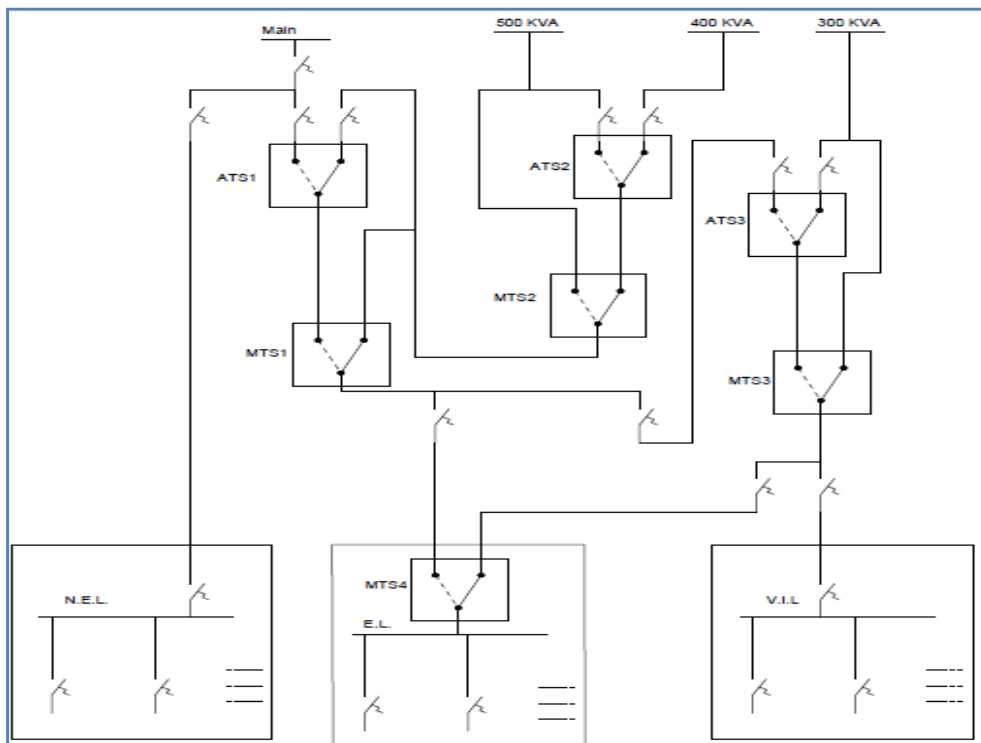 Main
500 KVA
400 KVA
300 KVA
ATS1
ATS2
ATS3
MTS2
MTS1
MTS3
MTS4
N.E.L.
E.L.
V.I.L